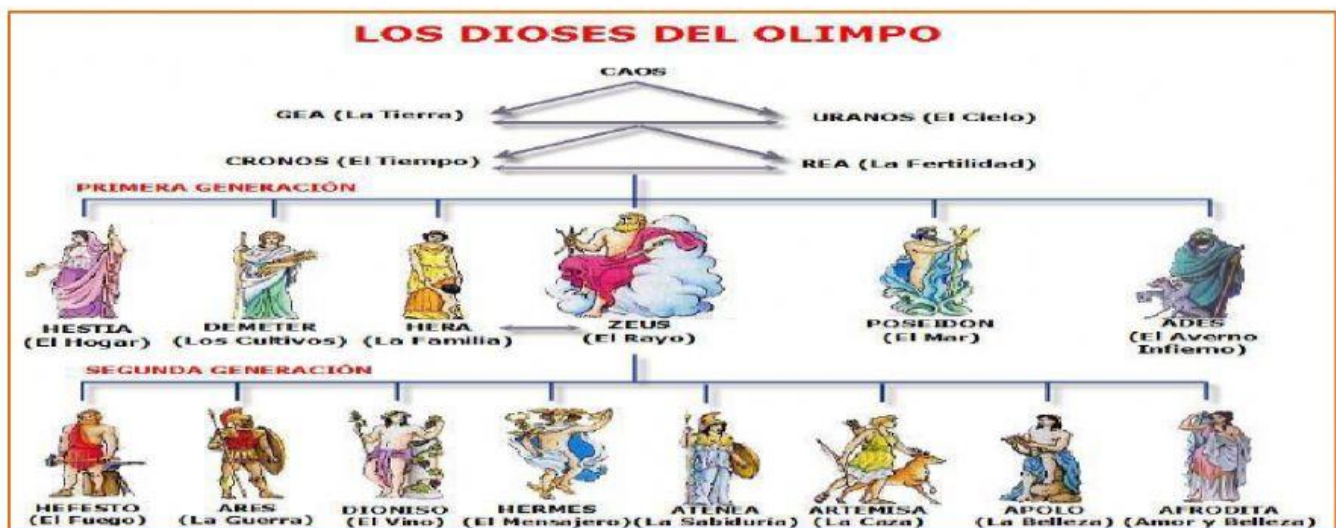 LOS DIOSES DEL OLIMPO
CAOS
GEA (La Tierra)
URANOS (El Cielo)
CRONOS (El Tiempo)
REA (La Fertilidad)
PRIMERA GENERACIÓN
HESTIA
(El Hogar)
DEMETER
(Los Cultivos)
HERA
(La Familia)
ZEUS
(El Rayo)
POSEIDON
(El Mar)
ADES
(El Averno
Infierno)
SEGUNDA GENERACIÓN
HEFESTO
(El Fuego)
ARES
(La Guerra)
DIONISO
(El Vino)
HERMES
(El Mensajero)
ATENEA
(La Sabiduría)
ARTEMISA
(La Caza)
APOLO
(La Belleza)
AFRODITA
(Amor y Belleza)